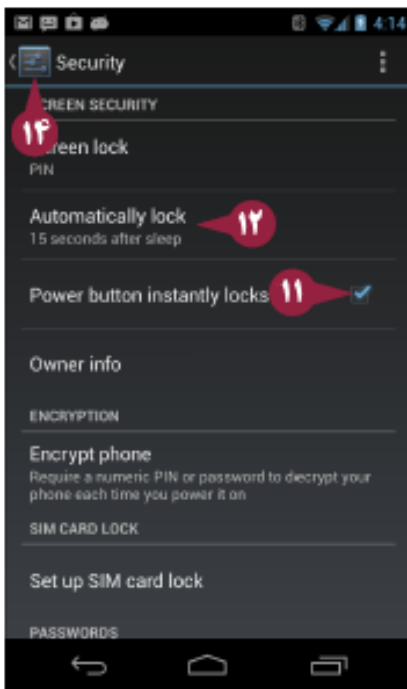 4:14
Security
SCREEN SECURITY
۱۴
Screen lock
PIN
Automatically lock
۱۲
15 seconds after sleep
Power button instantly locks
۱۱
Owner info
ENCRYPTION
Encrypt phone
Require a numeric PIN or password to decrypt your
phone each time you power it on
SIM CARD LOCK
Set up SIM card lock
PASSWORDS